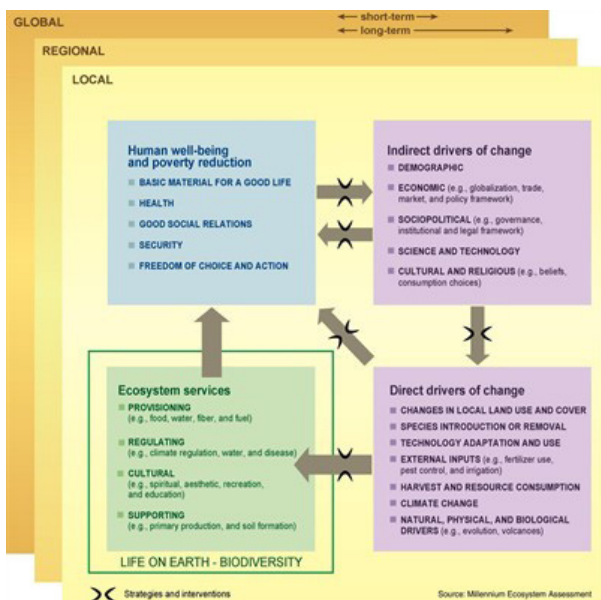 GLOBAL
short-term
long-term
REGIONAL
LOCAL
Human well-being
and poverty reduction
BASIC MATERIAL FOR A GOOD LIFE
HEALTH
GOOD SOCIAL RELATIONS
SECURITY
FREEDOM OF CHOICE AND ACTION
Indirect drivers of change
DEMOGRAPHIC
ECONOMIC (e.g., globalization, trade,
market, and policy framework)
SOCIOPOLITICAL (e.g., governance,
institutional and legal framework)
SCIENCE AND TECHNOLOGY
CULTURAL AND RELIGIOUS (e.g., beliefs,
consumption choices)
Ecosystem services
PROVISIONING
(e.g., food, water, fiber, and fuel)
REGULATING
(e.g., climate regulation, water, and disease)
CULTURAL
(e.g., spiritual, aesthetic, recreation,
and education)
SUPPORTING
(e.g., primary production, and soil formation)
LIFE ON EARTH - BIODIVERSITY
Direct drivers of change
CHANGES IN LOCAL LAND USE AND COVER
SPECIES INTRODUCTION OR REMOVAL
TECHNOLOGY ADAPTATION AND USE
EXTERNAL INPUTS (e.g., fertilizer use,
pest control, and irrigation)
HARVEST AND RESOURCE CONSUMPTION
CLIMATE CHANGE
NATURAL, PHYSICAL, AND BIOLOGICAL
DRIVERS (e.g., evolution, volcanoes)
Strategies and interventions
Source: Millennium Ecosystem Assessment